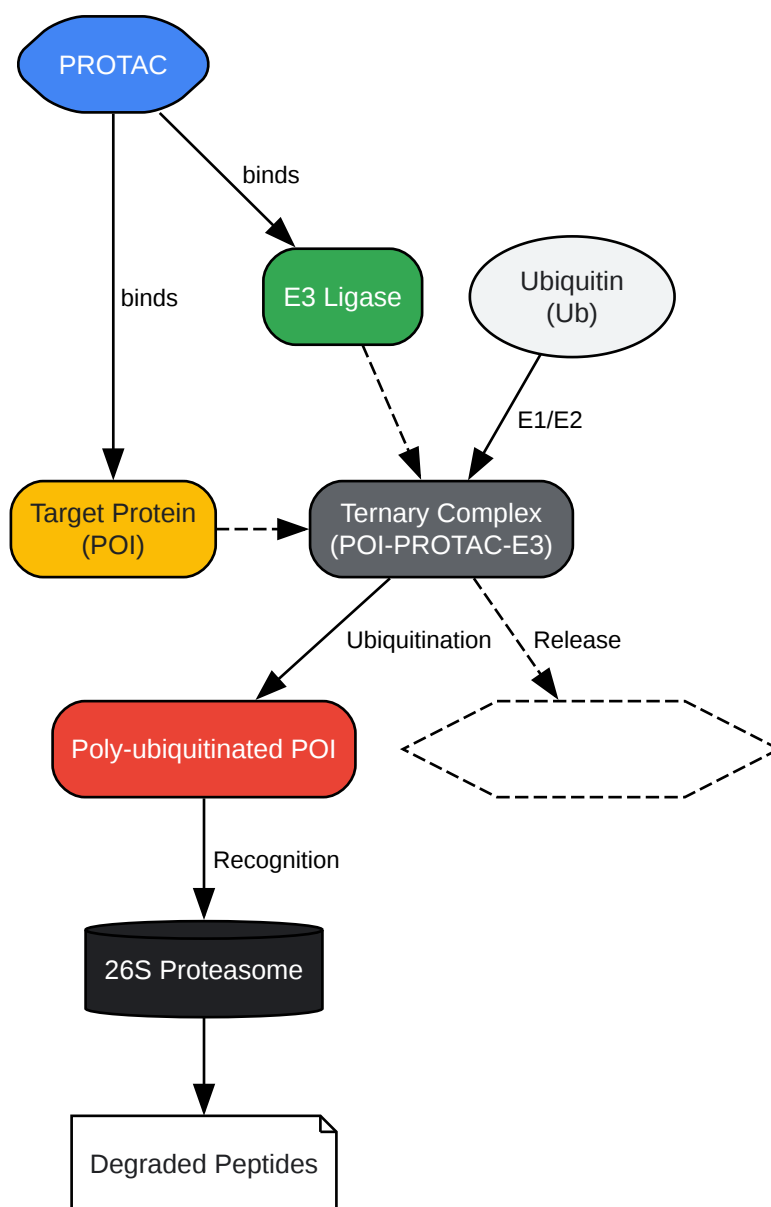 PROTAC
binds
E3 Ligase
Ubiquitin
(Ub)
binds
E1/E2
Target Protein
(POI)
Ternary Complex
(POI-PROTAC-E3)
Ubiquitination
Release
Poly-ubiquitinated POI
Recognition
26S Proteasome
Degraded Peptides